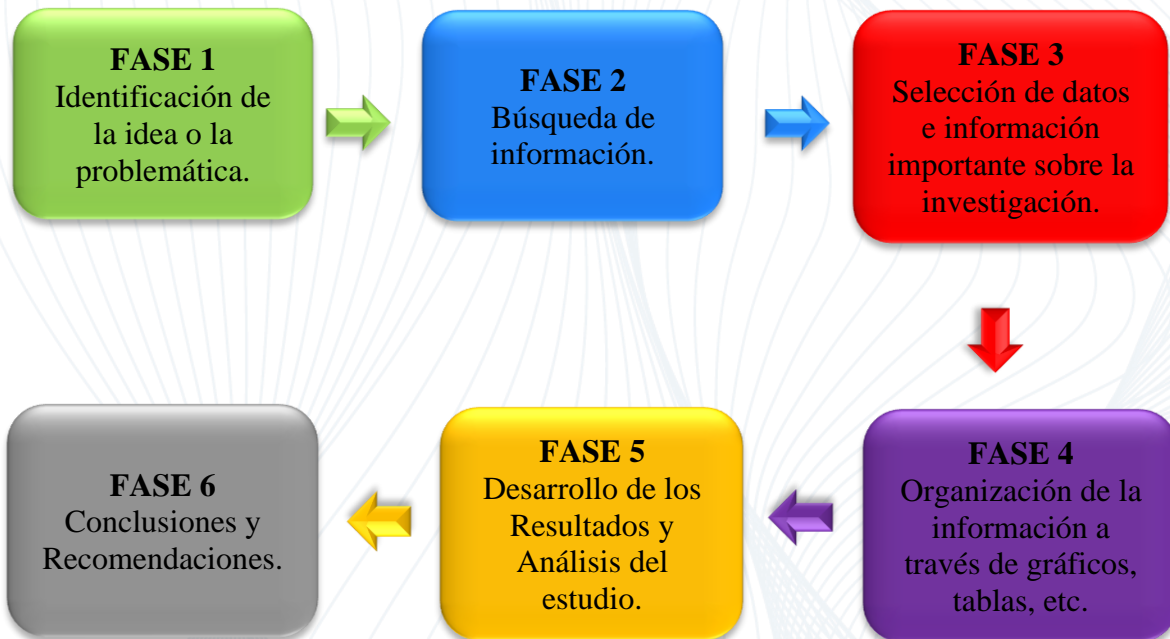 FASE 1
Identificación de
la idea o la
problemática.
FASE 2
Búsqueda de
información.
FASE 3
Selección de datos
e información
importante sobre la
investigación.
FASE 4
Organización de la
información a
través de gráficos,
tablas, etc.
FASE 5
Desarrollo de los
Resultados y
Análisis del
estudio.
FASE 6
Conclusiones y
Recomendaciones.